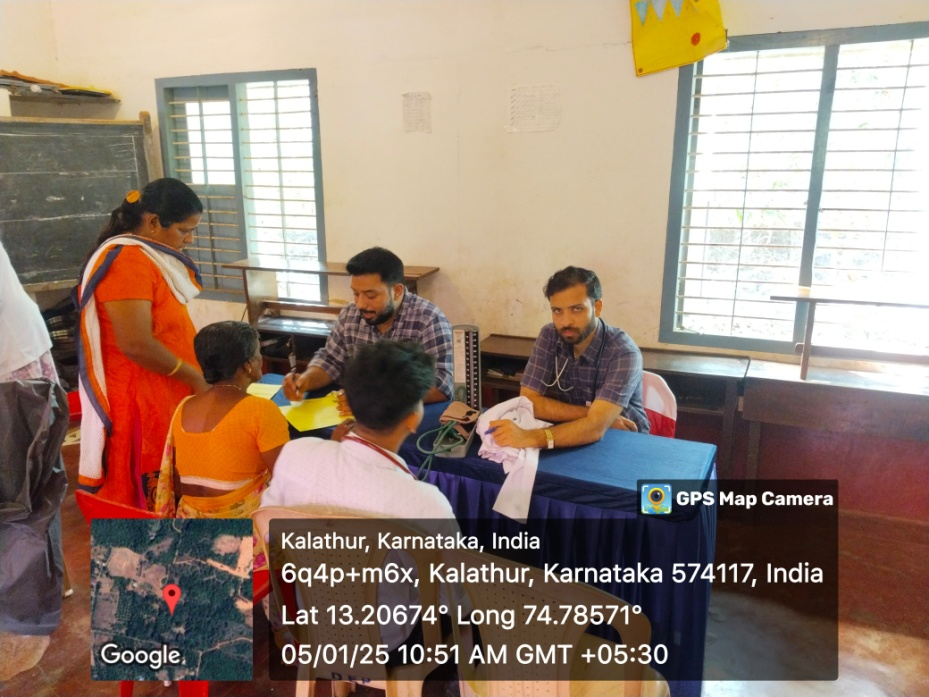 GPS Map Camera
Kalathur, Karnataka, India
6q4p+m6x, Kalathur, Karnataka 574117, India
Lat 13.20674° Long 74.78571°
05/01/25 10:51 AM GMT +05:30
Google